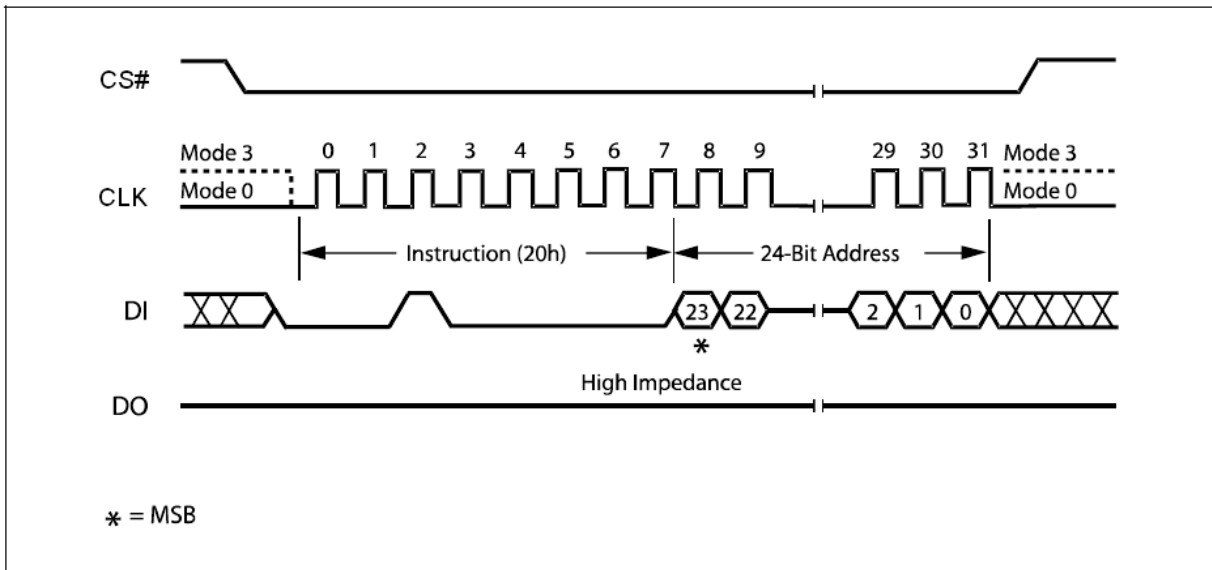 CS#
Mode 3 0 1 2 3 4 5 6 7 8 9 29 30 31 Mode 3
CLK Mode 0 Mode 0
Instruction (20h) 24-Bit Address
DI 23 22 2 1 0
*
High Impedance
DO
* = MSB